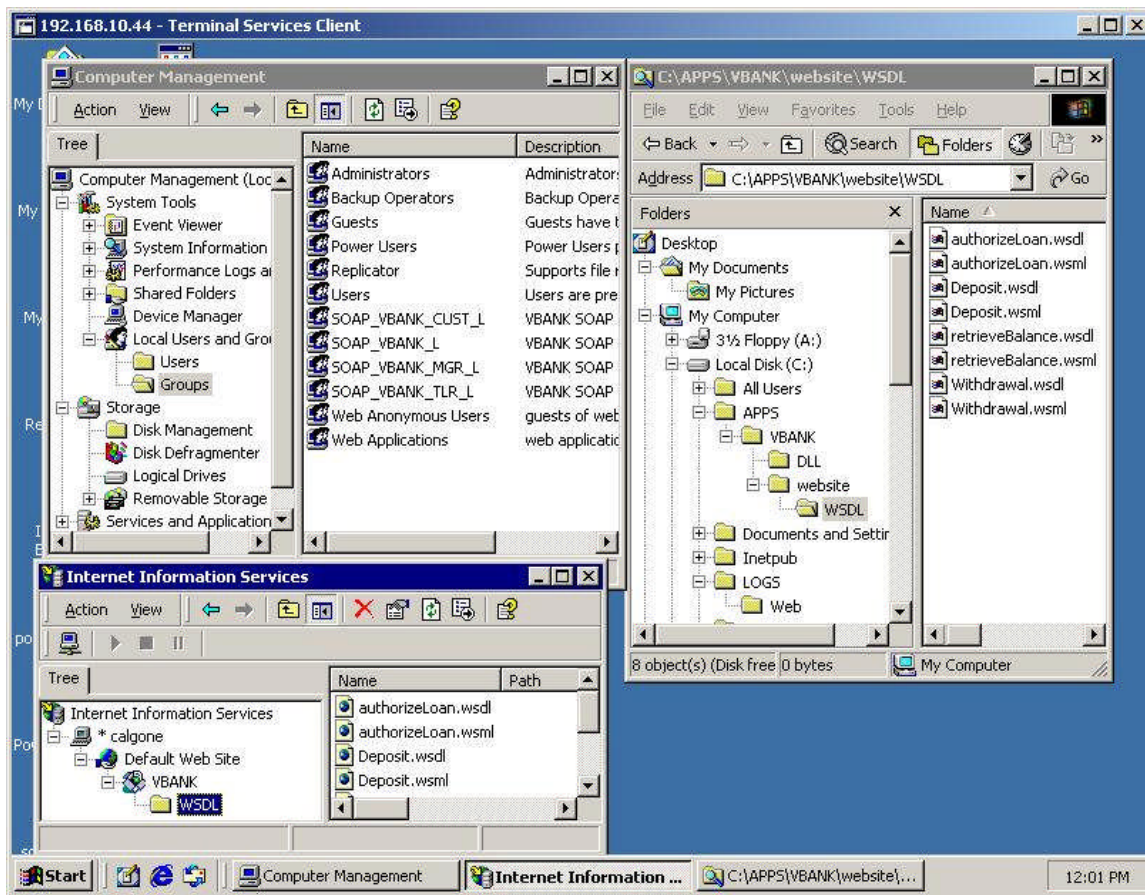 192.168.10.44 - Terminal Services Client
Computer Management
Action View
Tree
Name Description
Computer Management (Loc
System Tools
Event Viewer
System Information
Performance Logs a
Shared Folders
Device Manager
Local Users and Gro
Users
Groups
Storage
Disk Management
Disk Defragmenter
Logical Drives
Removable Storage
Services and Application
Administrators Administrator
Backup Operators Backup Opera
Guests Guests have t
Power Users Power Users p
Replicator Supports file r
Users Users are pre
SOAP_VBANK_CUST_L VBANK SOAP
SOAP_VBANK_L VBANK SOAP
SOAP_VBANK_MGR_L VBANK SOAP
SOAP_VBANK_TLR_L VBANK SOAP
Web Anonymous Users guests of web
Web Applications web applicatic
C:\APPS\VBANK\website\WSDL
File Edit View Favorites Tools Help
Back Search Folders »
Address C:\APPS\VBANK\website\WSDL Go
Folders
Desktop
My Documents
My Pictures
My Computer
3½ Floppy (A:)
Local Disk (C:)
All Users
APPS
VBANK
DLL
website
WSDL
Documents and Settir
Inetpub
LOGS
Web
Name
authorizeLoan.wsdl
authorizeLoan.wsml
Deposit.wsdl
Deposit.wsml
retrieveBalance.wsdl
retrieveBalance.wsml
Withdrawal.wsdl
Withdrawal.wsml
8 object(s) (Disk free 0 bytes My Computer
Internet Information Services
Action View
Tree
Name Path
Internet Information Services
* calgone
Default Web Site
VBANK
WSDL
authorizeLoan.wsdl
authorizeLoan.wsml
Deposit.wsdl
Deposit.wsml
My
My
My
Re
po
Po
Start Computer Management Internet Information ... C:\APPS\VBANK\website\... 12:01 PM